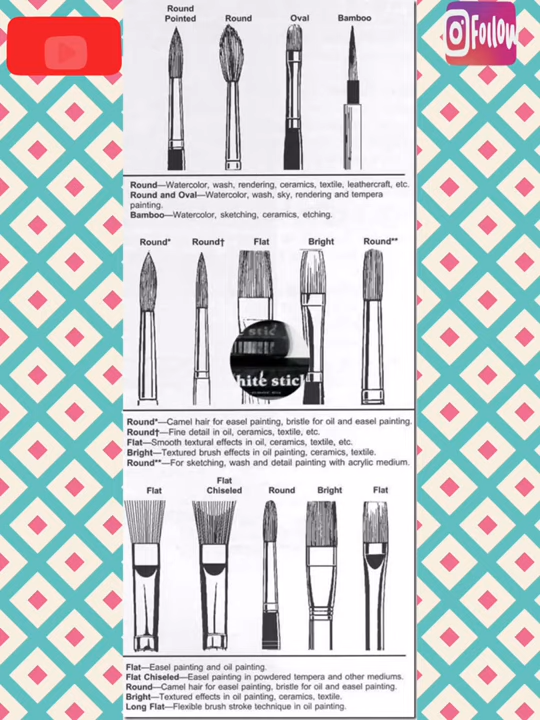 Follow
Round
Pointed
Round
Oval
Bamboo
Round—Watercolor, wash, rendering, ceramics, textile, leathercraft, etc.
Round and Oval—Watercolor, wash, sky, rendering and tempera
painting.
Bamboo—Watercolor, sketching, ceramics, etching.
Round*
Round†
Flat
Bright
Round**
stic
hite stick
Round*—Camel hair for easel painting, bristle for oil and easel painting.
Round†—Fine detail in oil, ceramics, textile, etc.
Flat—Smooth textural effects in oil, ceramics, textile, etc.
Bright—Textured brush effects in oil painting, ceramics, textile.
Round**—For sketching, wash and detail painting with acrylic medium.
Flat
Flat
Chiseled
Round
Bright
Flat
Flat—Easel painting and oil painting.
Flat Chiseled—Easel painting in powdered tempera and other mediums.
Round—Camel hair for easel painting, bristle for oil and easel painting.
Bright—Textured effects in oil painting, ceramics, textile.
Long Flat—Flexible brush stroke technique in oil painting.